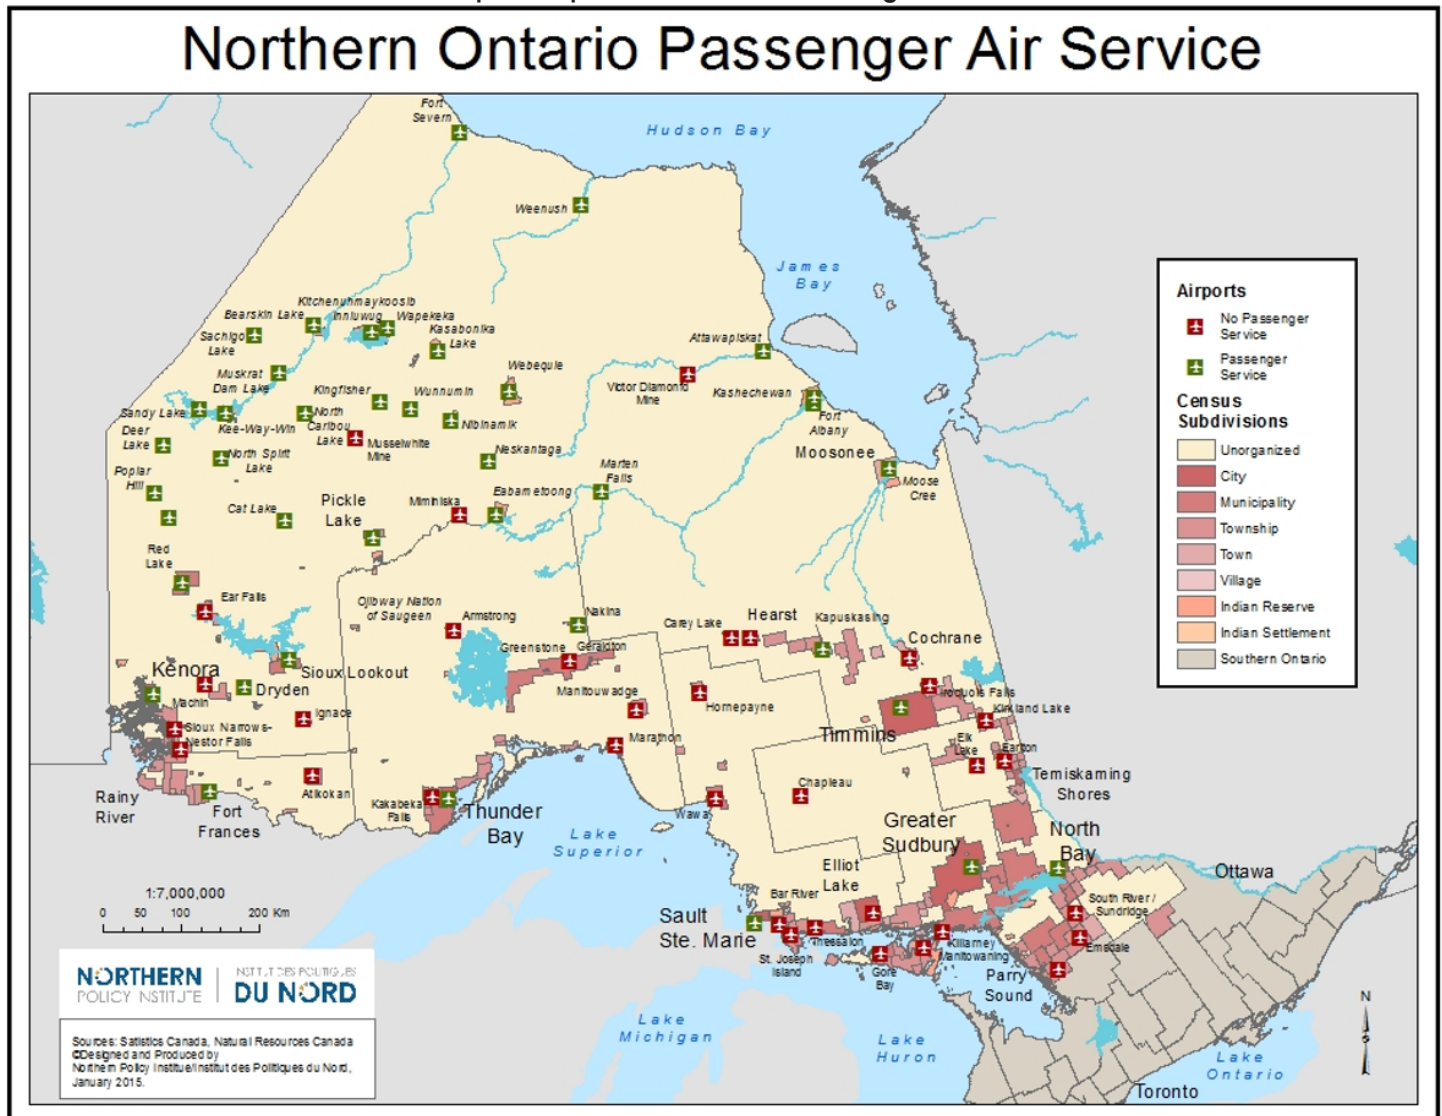 Northern Ontario Passenger Air Service
Fort
Severn
Hudson Bay
Weenush
James
Bay
Kitchenuhmaykoosib
Inniuwug
Bearskin Lake
Wapekeka
Sachigo
Lake
Kasabonika
Lake
Attawapiskat
Muskrat
Dam Lake
Webequie
Victor Diamond
Mine
Kingfisher
Wunnumin
Kashechewan
Sandy Lake
Kee-Way-Win
North
Caribou
Lake
Nibinamik
Fort
Albany
Deer
Lake
Musselwhite
Mine
Neskantaga
Moosonee
North Spirit
Lake
Marten
Falls
Moose
Cree
Poplar
Hill
Cat Lake
Pickle
Lake
Miminiska
Eabametoong
Red
Lake
Ear Falls
Ojibway Nation
of Saugeen
Armstrong
Nakina
Carey Lake
Hearst
Kapuskasing
Cochrane
Greenstone
Geraldton
Kenora
Sioux Lookout
Machin
Dryden
Ignace
Manitouwadge
Hornepayne
Iroquois Falls
Kirkland Lake
Timmins
Sioux Narrows-
Nestor Falls
Marathon
Elk
Lake
Earlton
Temiskaming
Shores
Rainy
River
Fort
Frances
Atikokan
Kakabeka
Falls
Thunder
Bay
Wawa
Chapleau
Lake
Superior
Greater
Sudbury
North
Bay
Ottawa
Elliot
Lake
Bar River
South River /
Sundridge
Sault
Ste. Marie
Thessalon
St. Joseph
Island
Gore
Bay
Killarney
Manitowaning
Emsdale
Parry
Sound
Lake
Michigan
Lake
Huron
Lake
Ontario
Toronto
N
Airports
No Passenger
Service
Passenger
Service
Census
Subdivisions
Unorganized
City
Municipality
Township
Town
Village
Indian Reserve
Indian Settlement
Southern Ontario
1:7,000,000
0 50 100 200 Km
NORTHERN
POLICY INSTITUTE
INSTITUT DES POLITIQUES
DU NORD
Sources: Satistics Canada, Natural Resources Canada
©Designed and Produced by
Northern Policy Institue/Institut des Politiques du Nord,
January 2015.